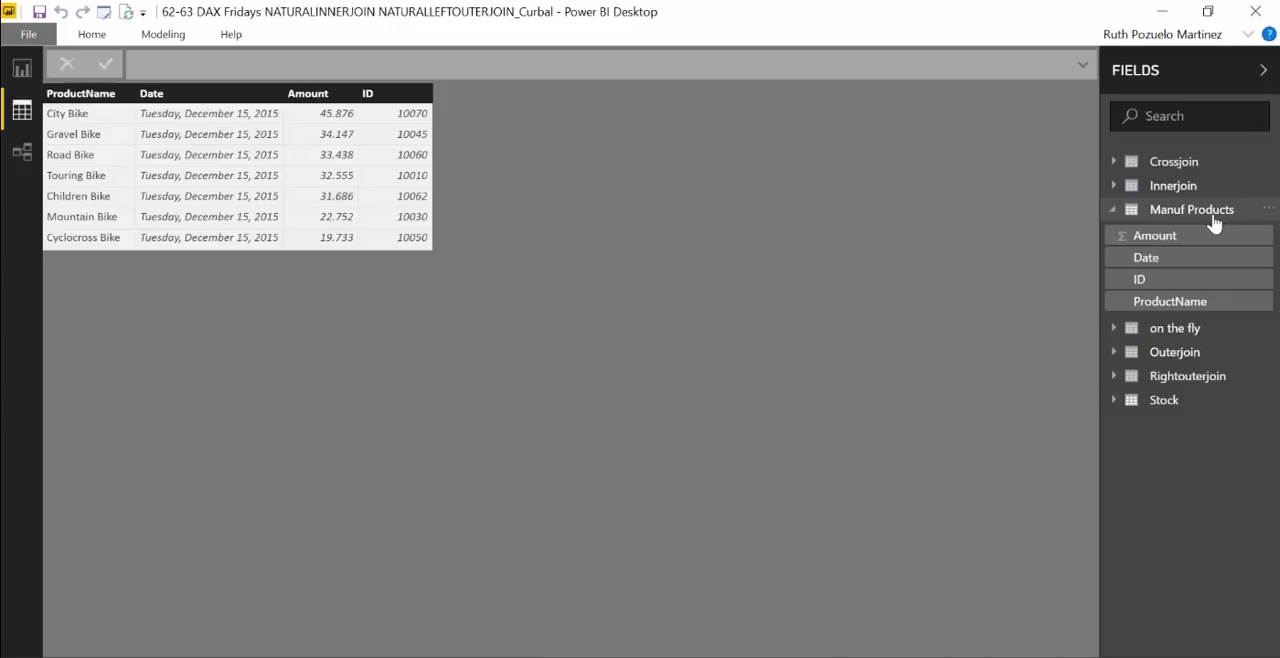 62-63 DAX Fridays NATURALINNERJOIN NATURALLEFTOUTERJOIN_Curbal - Power BI Desktop
File Home Modeling Help Ruth Pozuelo Martinez ?
FIELDS
Search
ProductName Date Amount ID
City Bike Tuesday, December 15, 2015 45.876 10070
Gravel Bike Tuesday, December 15, 2015 34.147 10045
Road Bike Tuesday, December 15, 2015 33.438 10060
Touring Bike Tuesday, December 15, 2015 32.555 10010
Children Bike Tuesday, December 15, 2015 31.686 10062
Mountain Bike Tuesday, December 15, 2015 22.752 10030
Cyclocross Bike Tuesday, December 15, 2015 19.733 10050
Crossjoin
Innerjoin
Manuf Products
Σ Amount
Date
ID
ProductName
on the fly
Outerjoin
Rightouterjoin
Stock